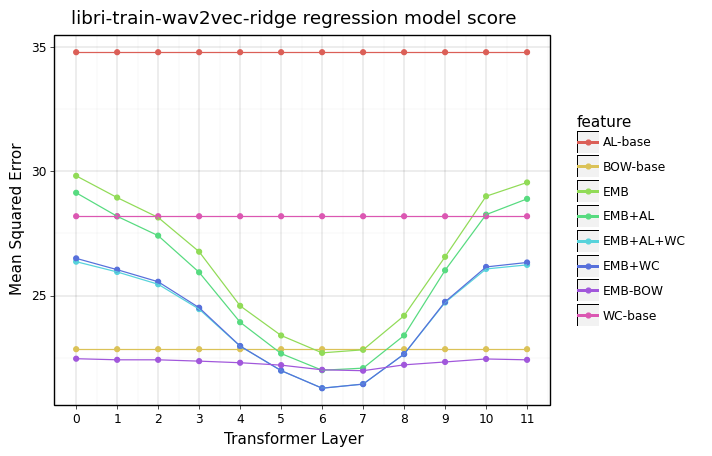 libri-train-wav2vec-ridge regression model score
Mean Squared Error
35
30
25
0 1 2 3 4 5 6 7 8 9 10 11
Transformer Layer
feature
AL-base
BOW-base
EMB
EMB+AL
EMB+AL+WC
EMB+WC
EMB-BOW
WC-base